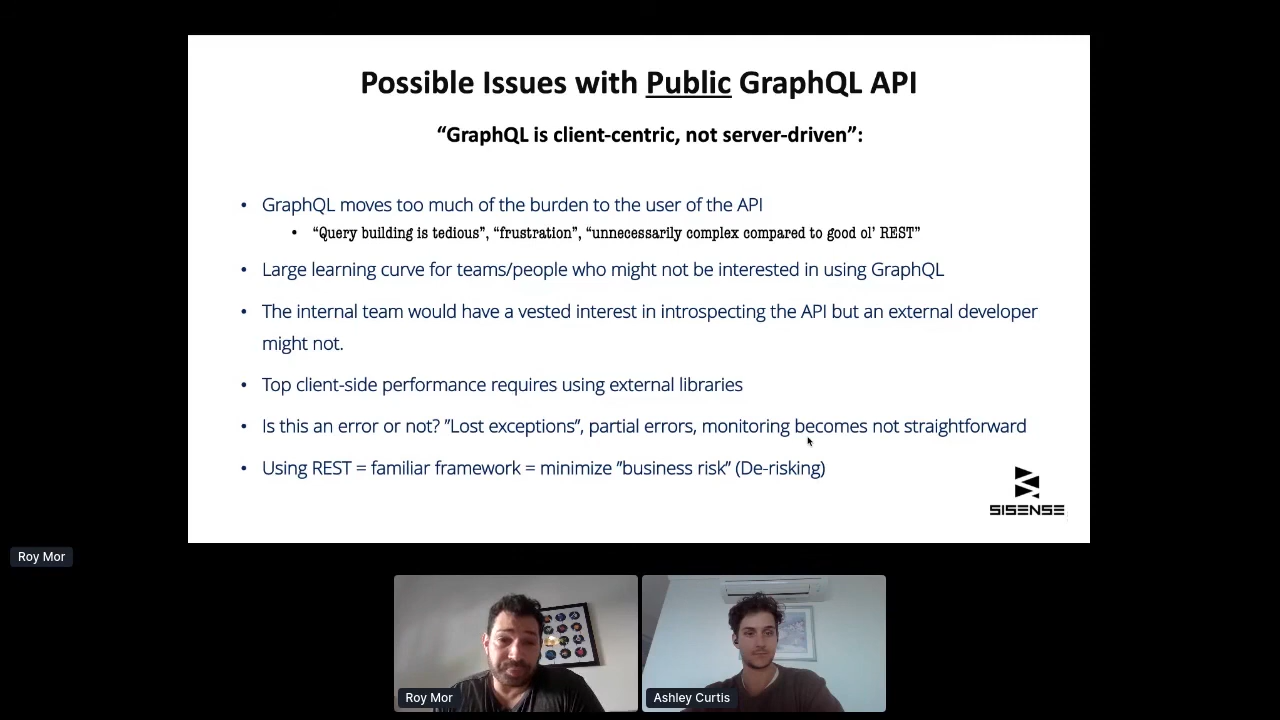 Possible Issues with Public GraphQL API
“GraphQL is client-centric, not server-driven”:
• GraphQL moves too much of the burden to the user of the API
• “Query building is tedious”, “frustration”, “unnecessarily complex compared to good ol’ REST”
• Large learning curve for teams/people who might not be interested in using GraphQL
• The internal team would have a vested interest in introspecting the API but an external developer
might not.
• Top client-side performance requires using external libraries
• Is this an error or not? ”Lost exceptions”, partial errors, monitoring becomes not straightforward
• Using REST = familiar framework = minimize ”business risk” (De-risking)
SISENSE
Roy Mor
Roy Mor
Ashley Curtis